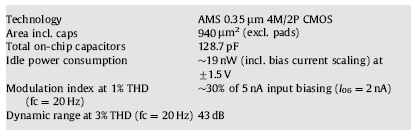 Technology AMS 0.35 μm 4M/2P CMOS
Area incl. caps 940 μm² (excl. pads)
Total on-chip capacitors 128.7 pF
Idle power consumption ~19 nW (incl. bias current scaling) at
±1.5 V
Modulation index at 1% THD ~30% of 5 nA input biasing (I₀₆ = 2 nA)
(fc = 20 Hz)
Dynamic range at 3% THD (fc = 20 Hz) 43 dB